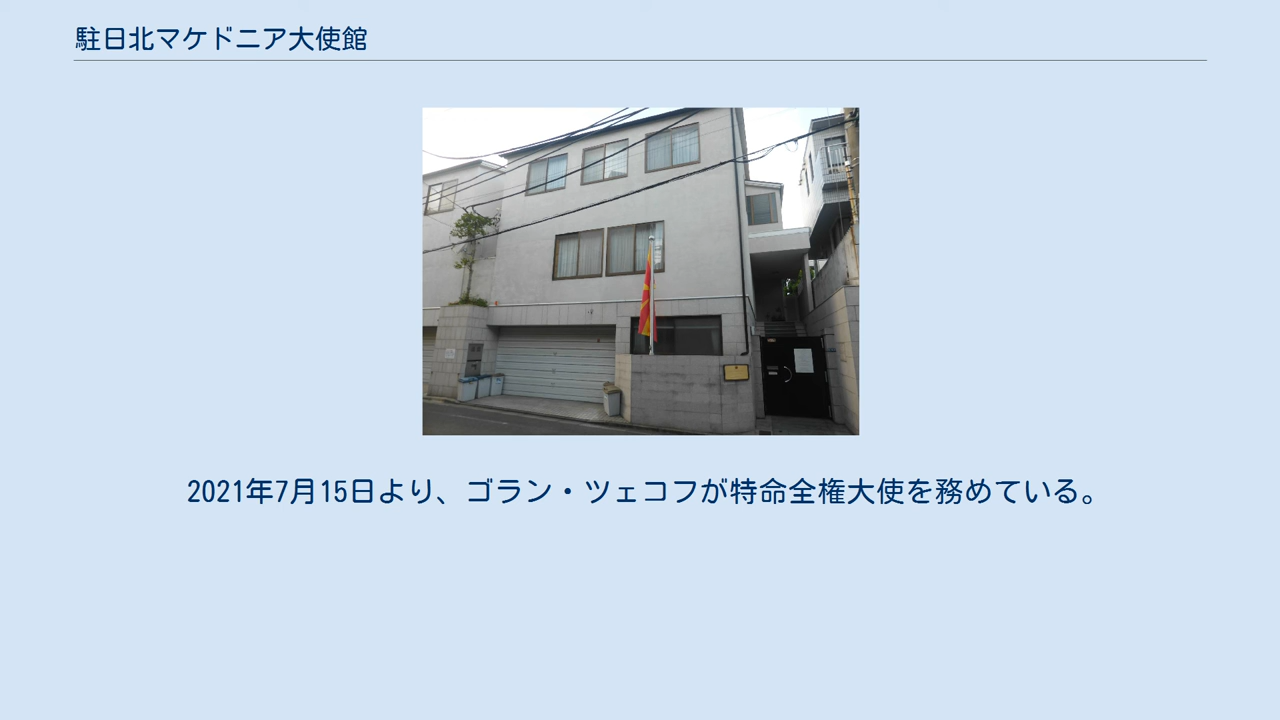 駐日北マケドニア大使館
2021年7月15日より、ゴラン・ツェコフが特命全権大使を務めている。